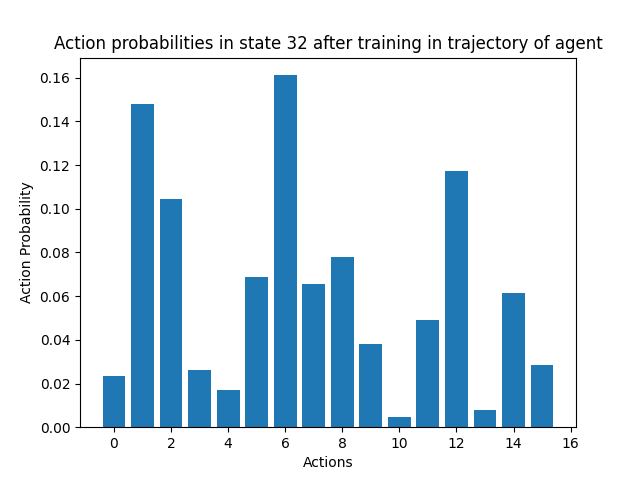 Action probabilities in state 32 after training in trajectory of agent
0.16
0.14
0.12
0.10
0.08
0.06
0.04
0.02
0.00
Action Probability
0 2 4 6 8 10 12 14 16
Actions